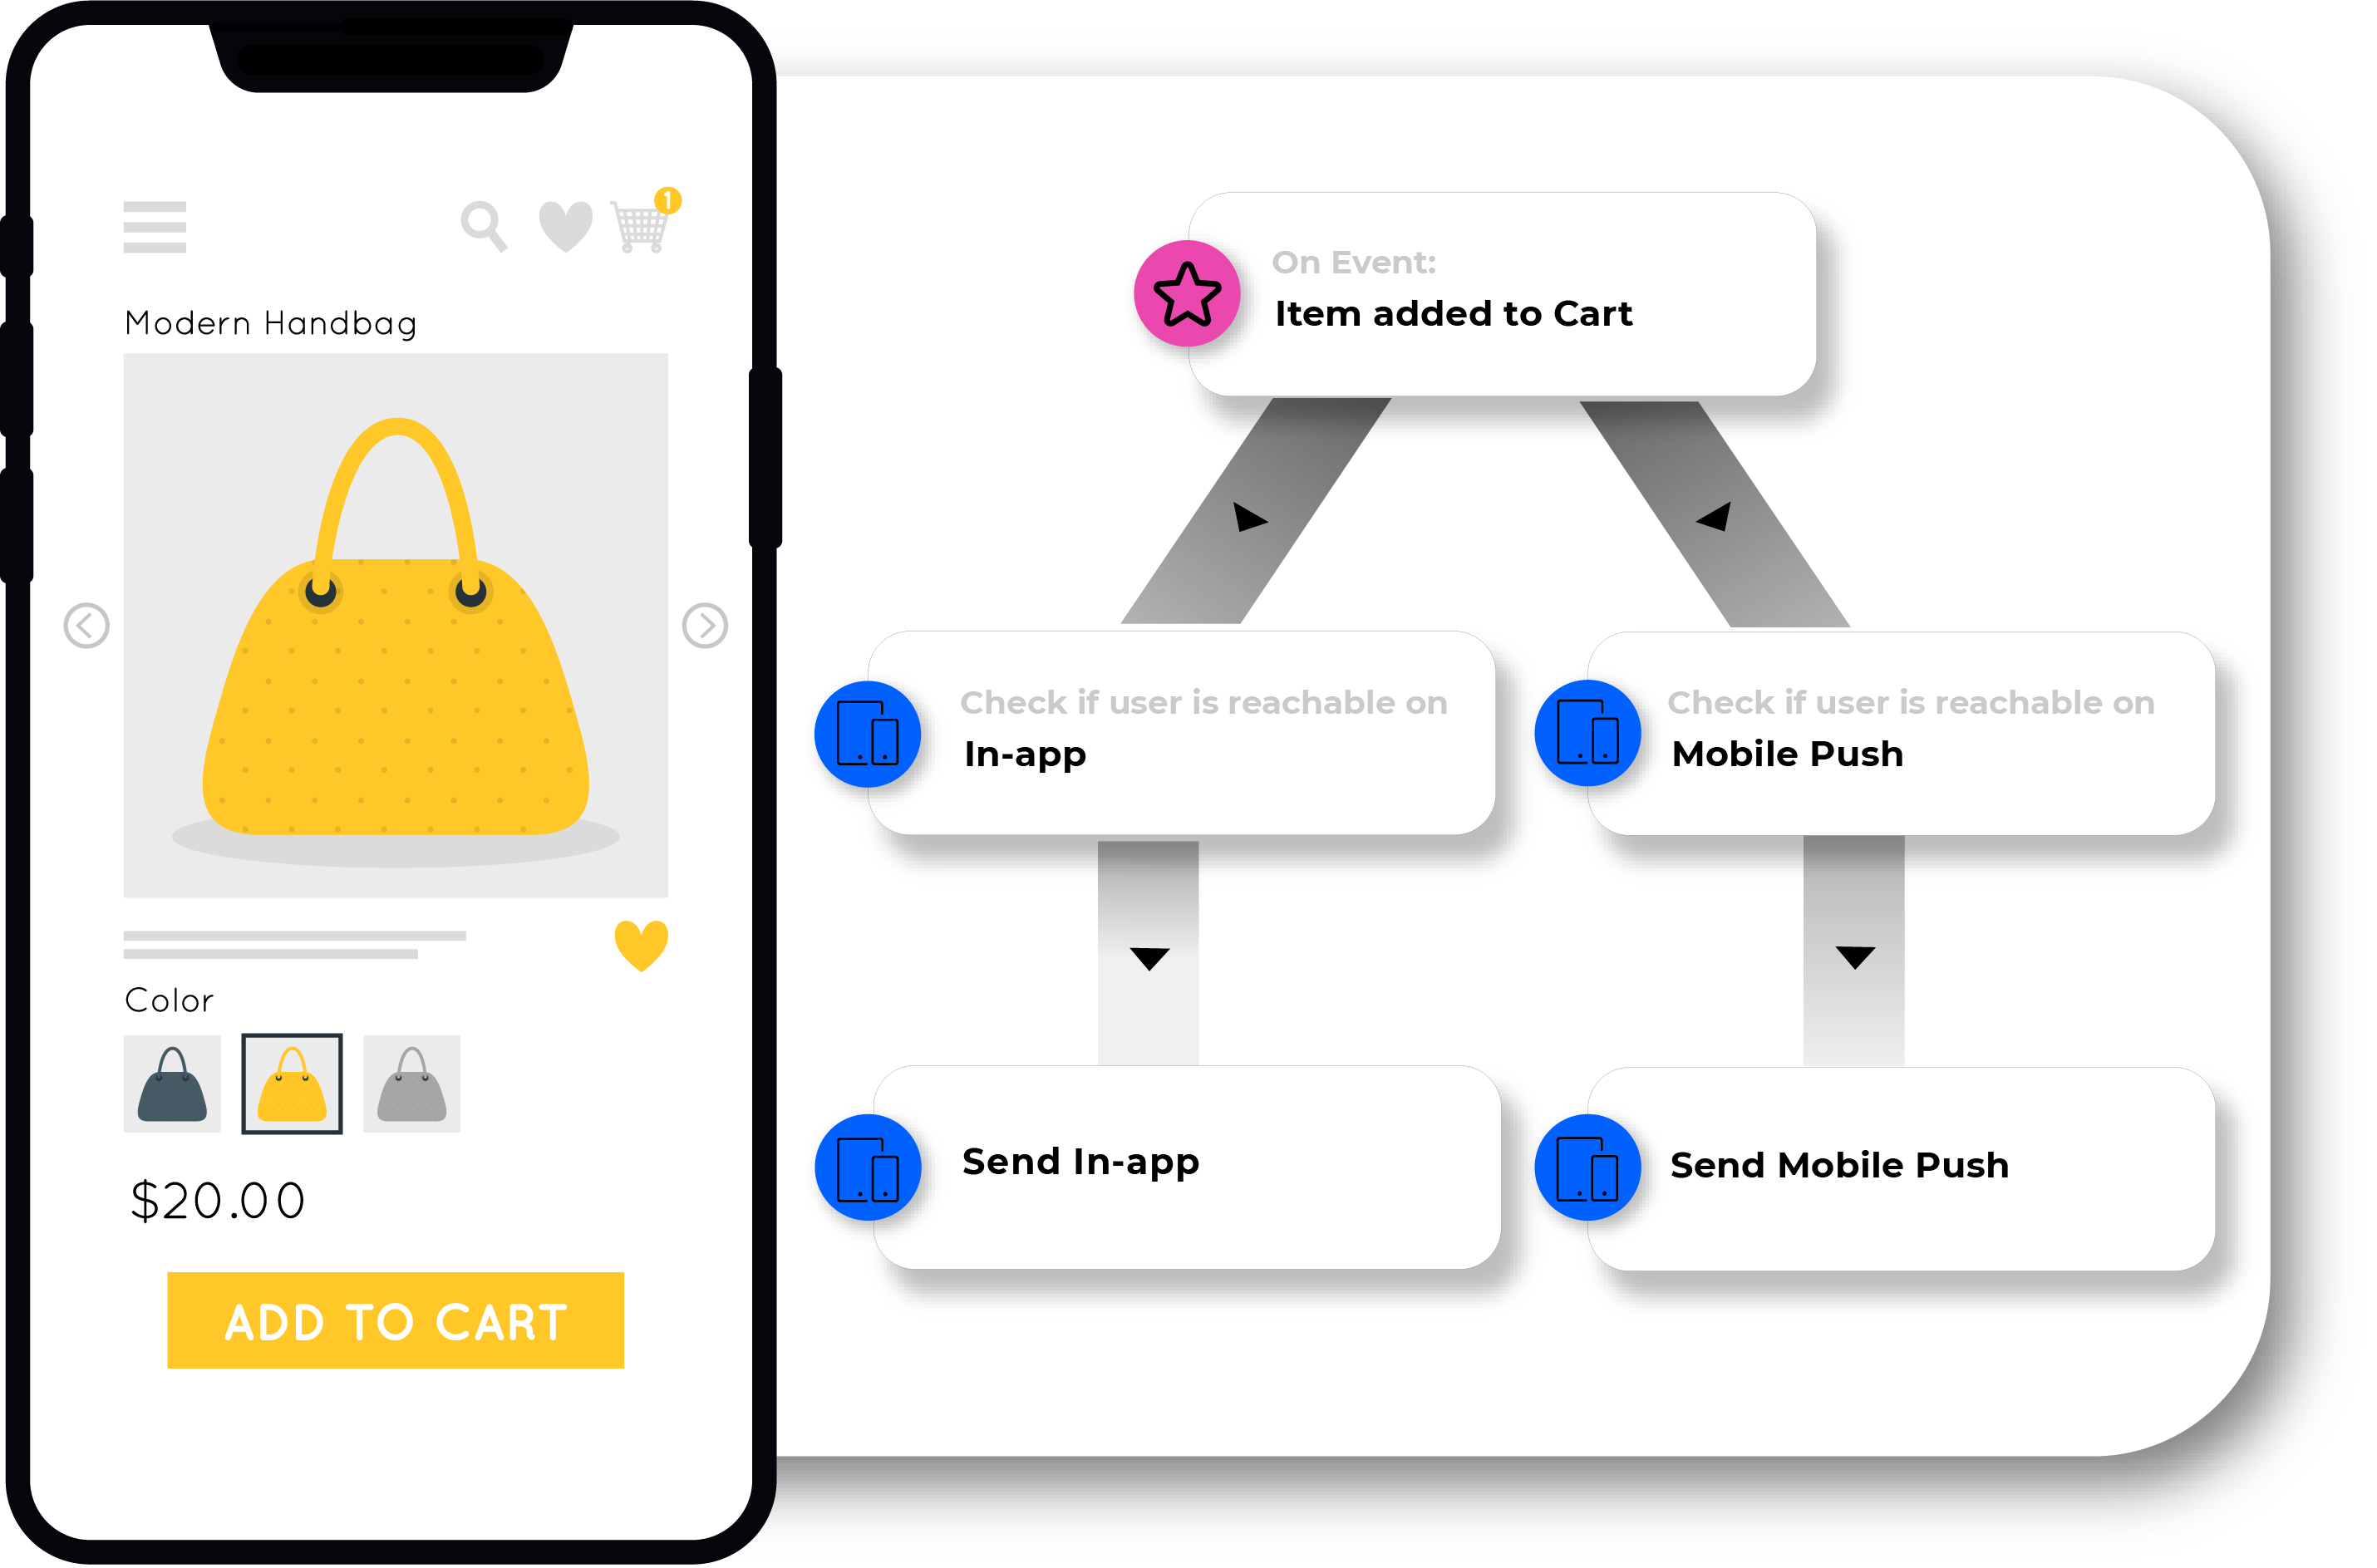 1
Modern Handbag
Color
$20.00
ADD TO CART
On Event:
Item added to Cart
Check if user is reachable on
In-app
Check if user is reachable on
Mobile Push
Send In-app
Send Mobile Push